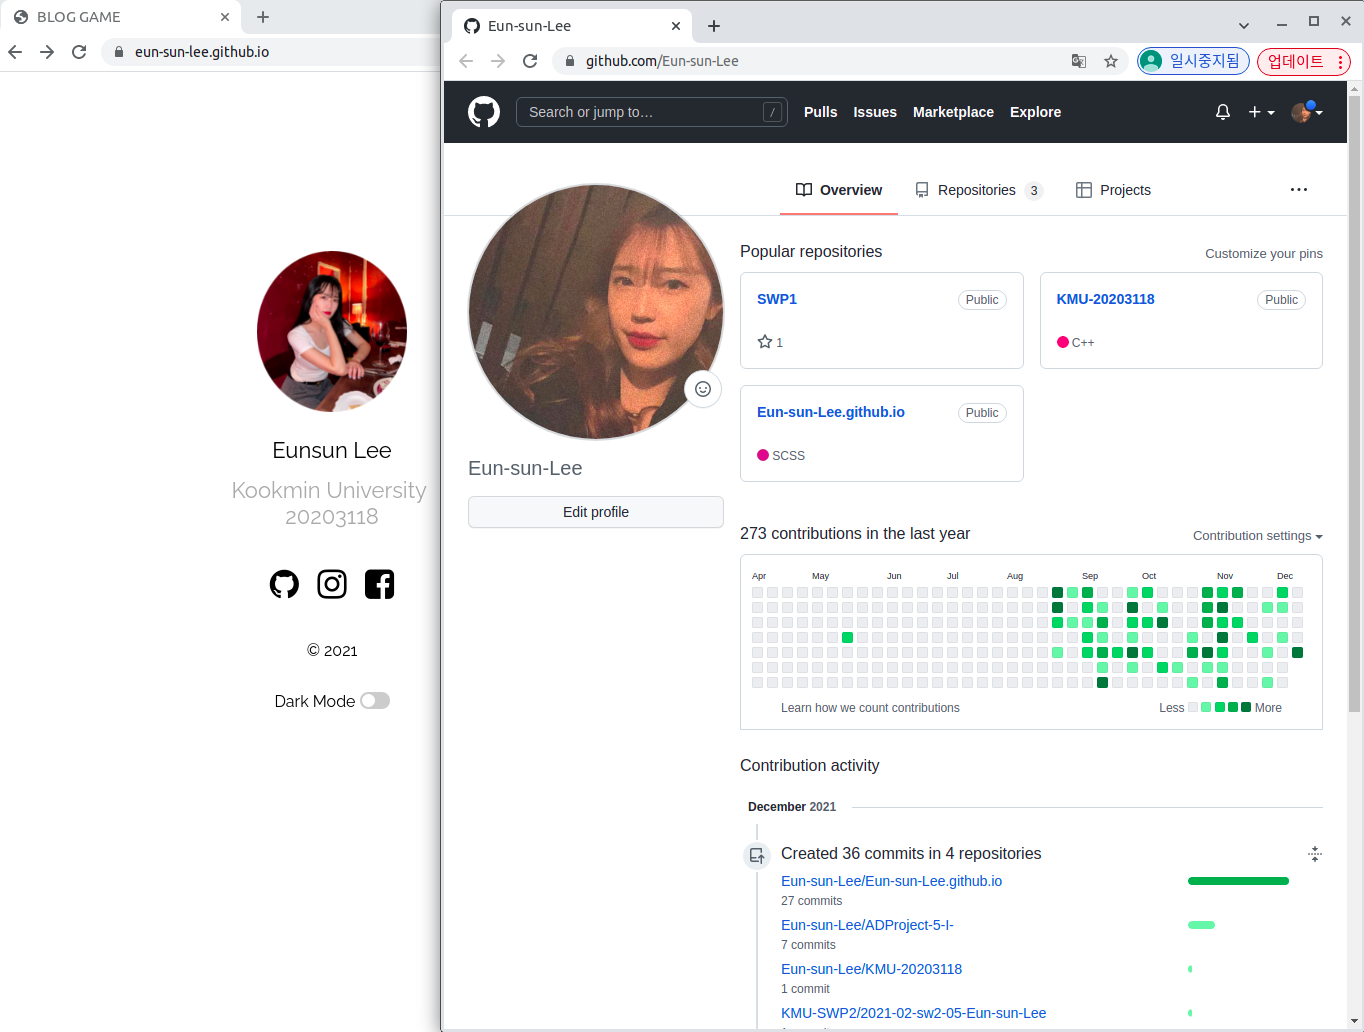 BLOG GAME
eun-sun-lee.github.io
Eunsun Lee
Kookmin University
20203118
© 2021
Dark Mode
Eun-sun-Lee
github.com/Eun-sun-Lee
일시중지됨
업데이트
Search or jump to…
/
Pulls Issues Marketplace Explore
Overview Repositories 3 Projects
Eun-sun-Lee
Edit profile
Popular repositories
Customize your pins
SWP1 Public
1
KMU-20203118 Public
C++
Eun-sun-Lee.github.io Public
SCSS
273 contributions in the last year
Contribution settings
Apr May Jun Jul Aug Sep Oct Nov Dec
Learn how we count contributions
Less More
Contribution activity
December 2021
Created 36 commits in 4 repositories
Eun-sun-Lee/Eun-sun-Lee.github.io
27 commits
Eun-sun-Lee/ADProject-5-I-
7 commits
Eun-sun-Lee/KMU-20203118
1 commit
KMU-SWP2/2021-02-sw2-05-Eun-sun-Lee